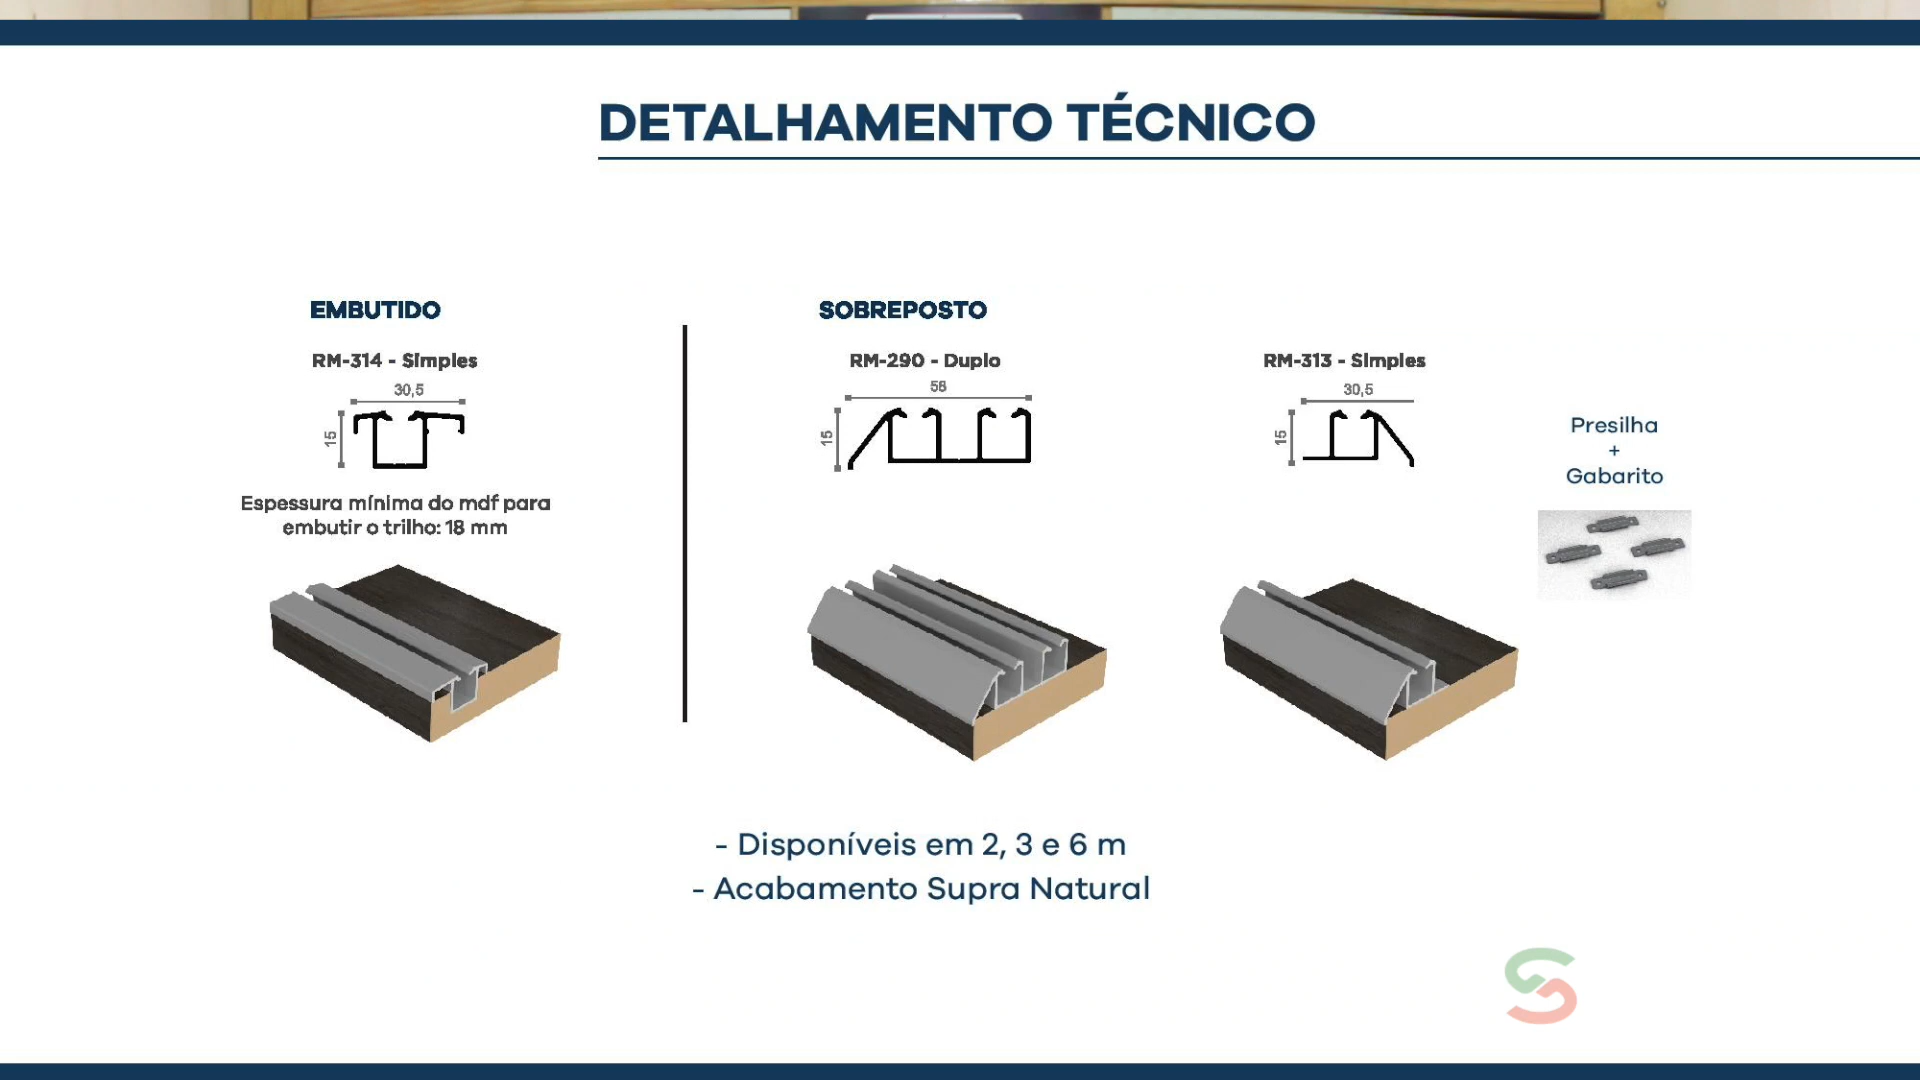 DETALHAMENTO TÉCNICO
EMBUTIDO
RM-314 - Simples
30,5
15
Espessura mínima do mdf para
embutir o trilho: 18 mm
SOBREPOSTO
RM-290 - Duplo
58
15
RM-313 - Simples
30,5
15
Presilha
+
Gabarito
- Disponíveis em 2, 3 e 6 m
- Acabamento Supra Natural